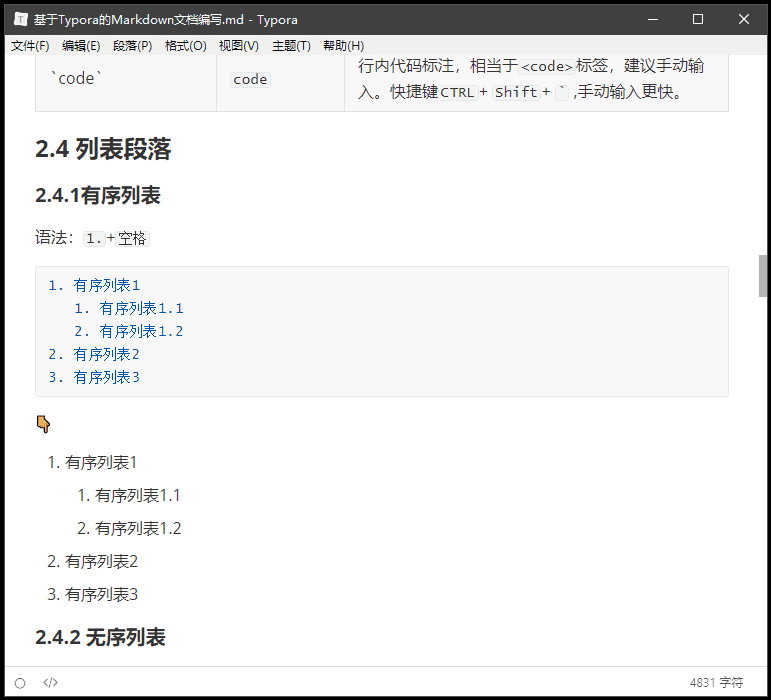 基于Typora的Markdown文档编写.md - Typora
文件(F) 编辑(E) 段落(P) 格式(O) 视图(V) 主题(T) 帮助(H)
`code` code 行内代码标注，相当于<code>标签，建议手动输
入。快捷键CTRL+ Shift+ ` ,手动输入更快。
2.4 列表段落
2.4.1有序列表
语法：1.+空格
1. 有序列表1
1. 有序列表1.1
2. 有序列表1.2
2. 有序列表2
3. 有序列表3
1. 有序列表1
1. 有序列表1.1
2. 有序列表1.2
2. 有序列表2
3. 有序列表3
2.4.2 无序列表
</> 4831 字符